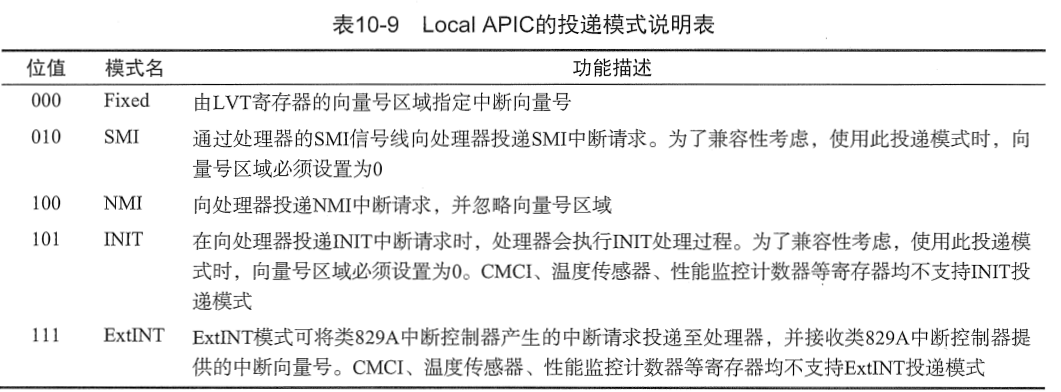 表10-9 Local APIC的投递模式说明表
位值 模式名 功能描述
000 Fixed 由LVT寄存器的向量号区域指定中断向量号
010 SMI 通过处理器的SMI信号线向处理器投递SMI中断请求。为了兼容性考虑，使用此投递模式时，向
量号区域必须设置为0
100 NMI 向处理器投递NMI中断请求，并忽略向量号区域
101 INIT 在向处理器投递INIT中断请求时，处理器会执行INIT处理过程。为了兼容性考虑，使用此投递模
式时，向量号区域必须设置为0。CMCI、温度传感器、性能监控计数器等寄存器均不支持INIT投
递模式
111 ExtINT ExtINT模式可将类829A中断控制器产生的中断请求投递至处理器，并接收类829A中断控制器提
供的中断向量号。CMCI、温度传感器、性能监控计数器等寄存器均不支持ExtINT投递模式